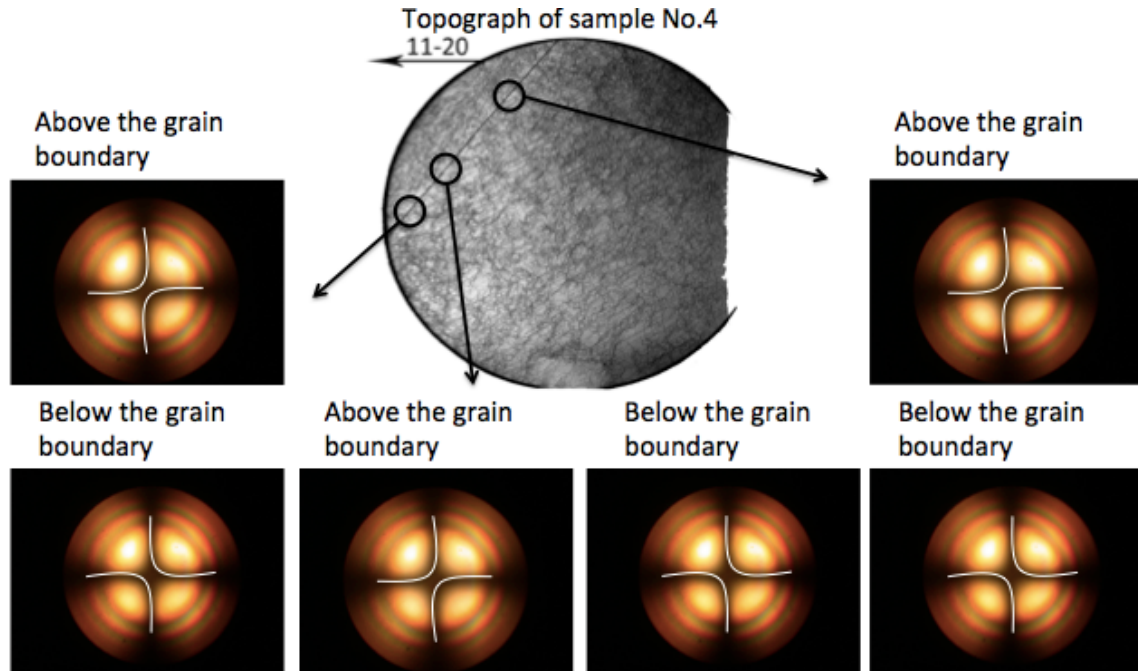 Topograph of sample No.4
11-20
Above the grain
boundary
Above the grain
boundary
Below the grain
boundary
Above the grain
boundary
Below the grain
boundary
Below the grain
boundary